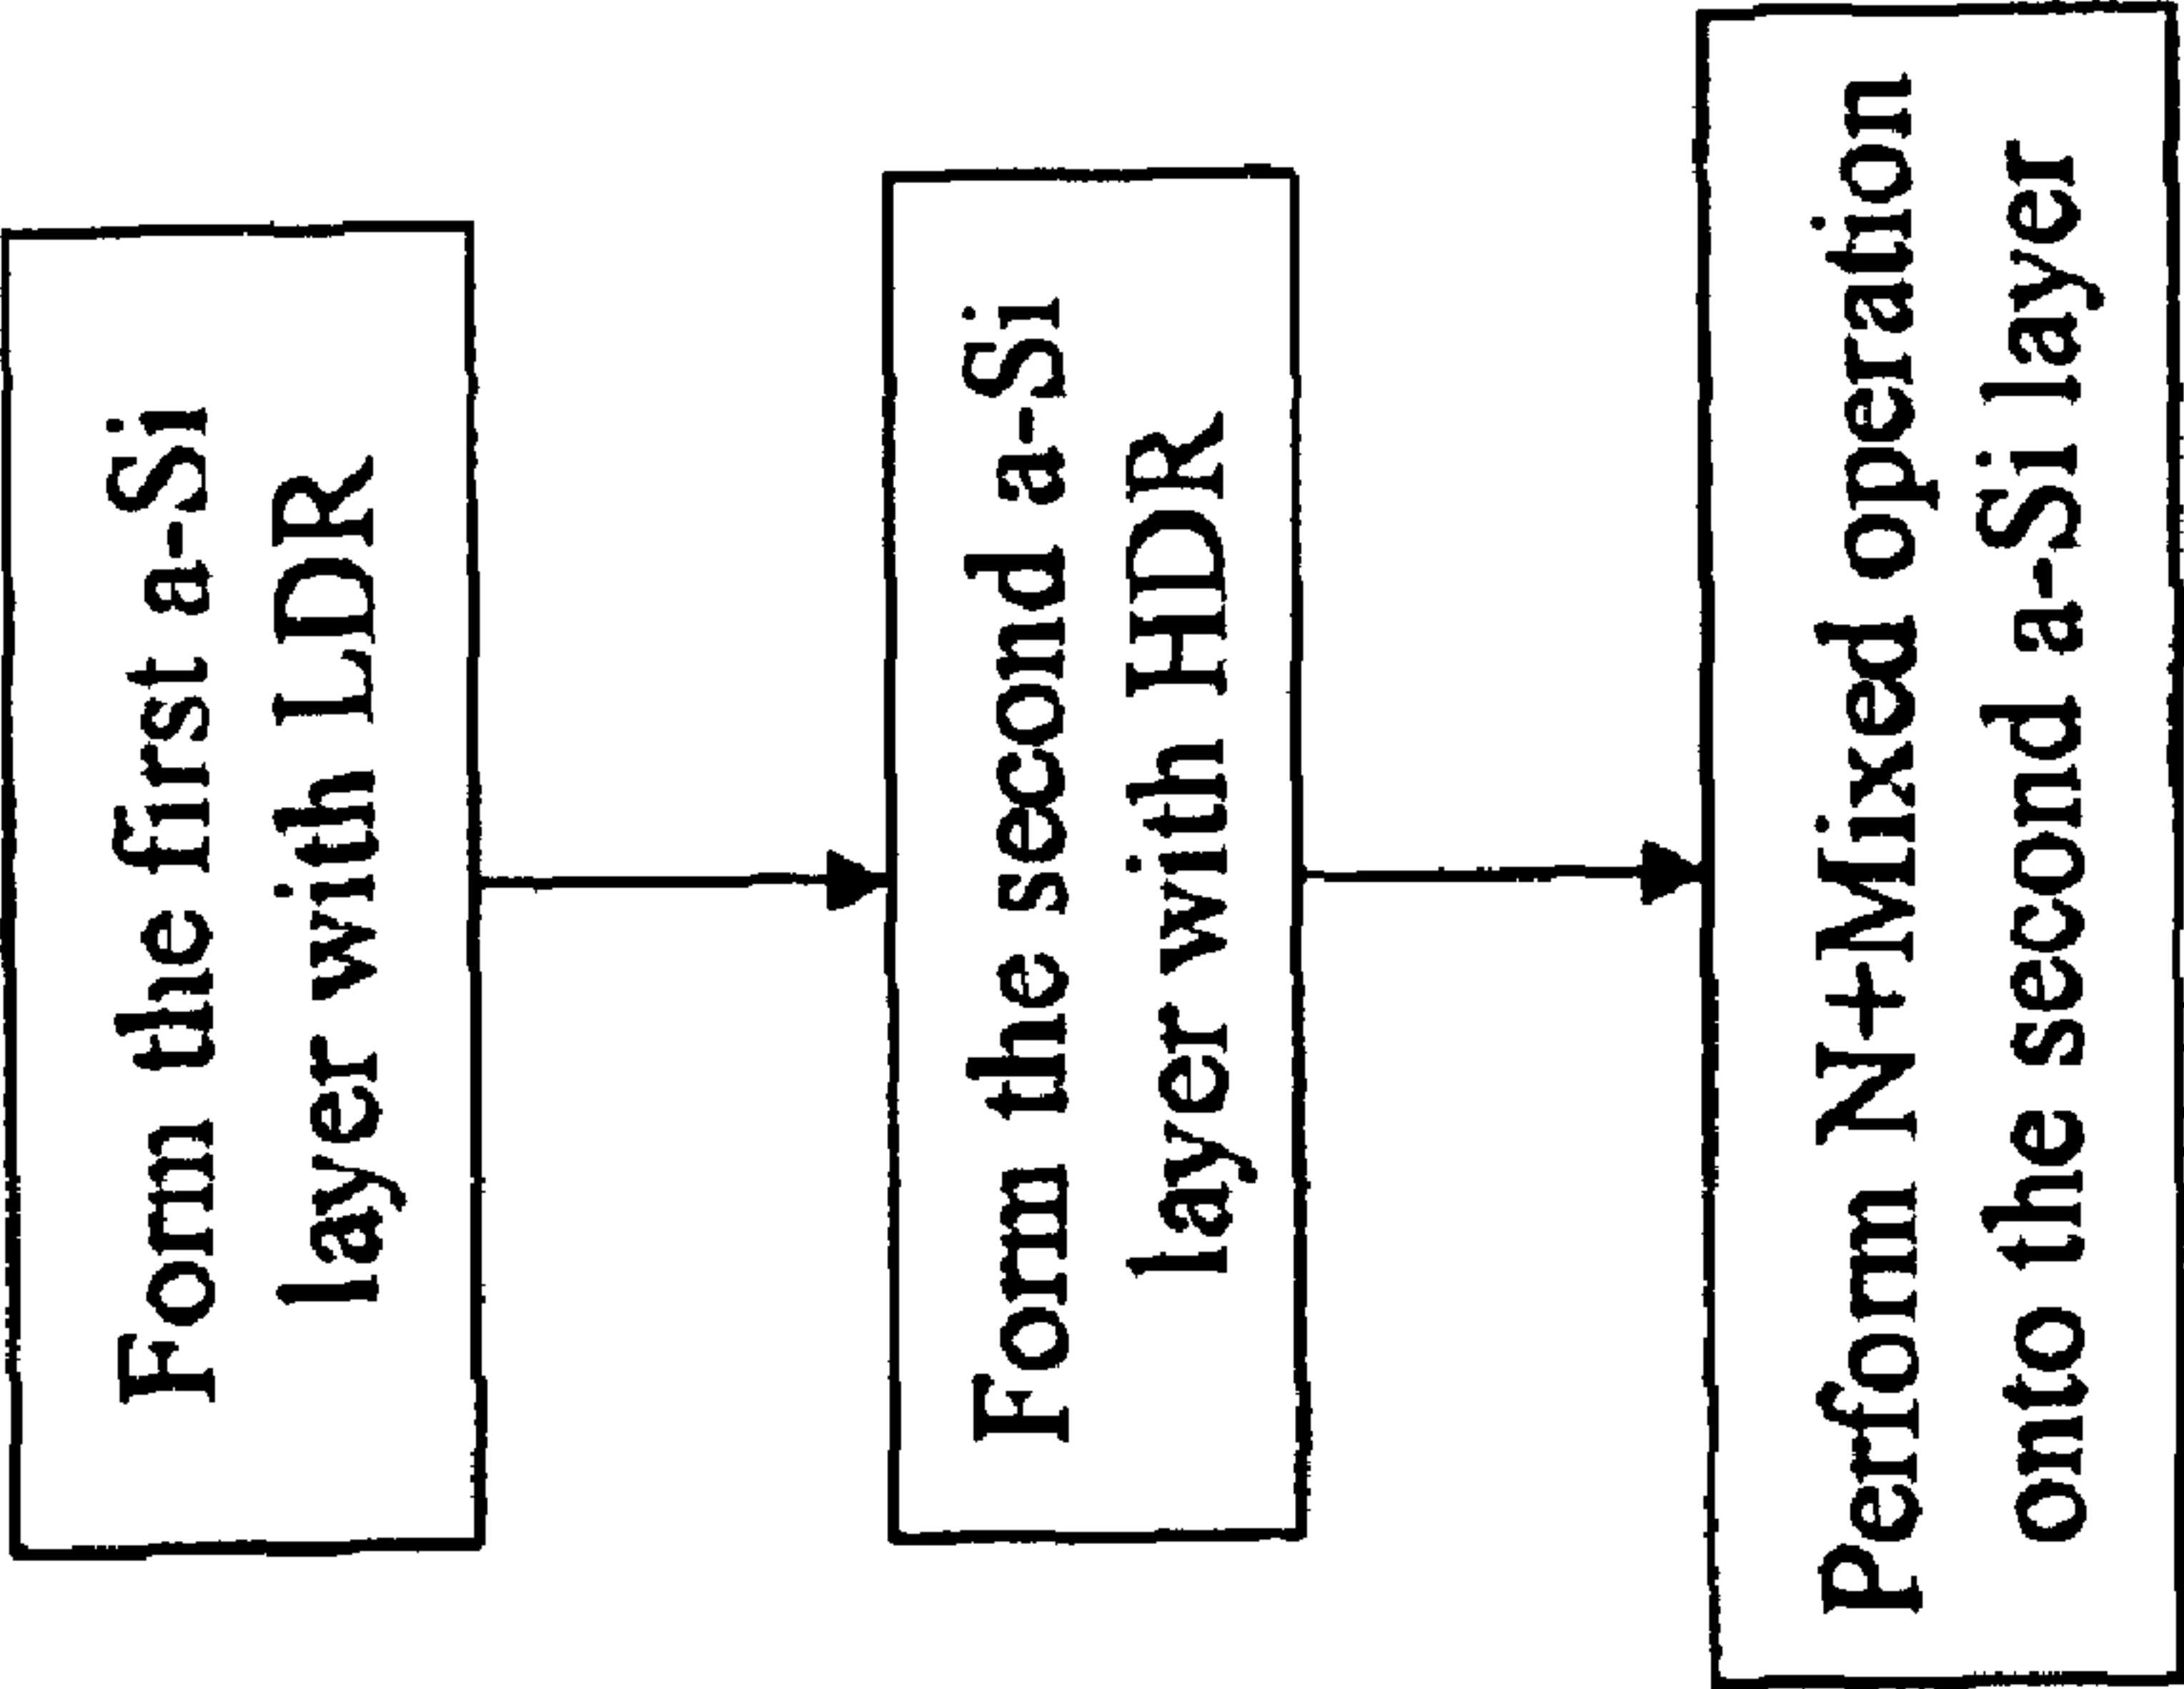 Form the first a-Si
layer with LDR
Form the second a-Si
layer with HDR
Perform N+Mixed operation
onto the second a-Si layer